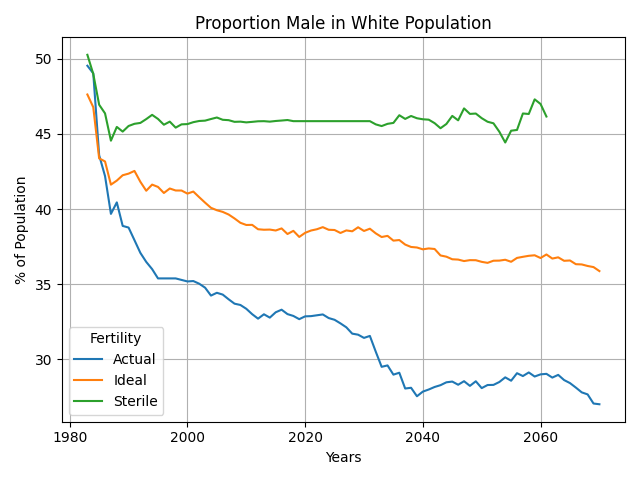 Proportion Male in White Population
% of Population
50
45
40
35
30
Fertility
Actual
Ideal
Sterile
1980
2000
2020
2040
2060
Years